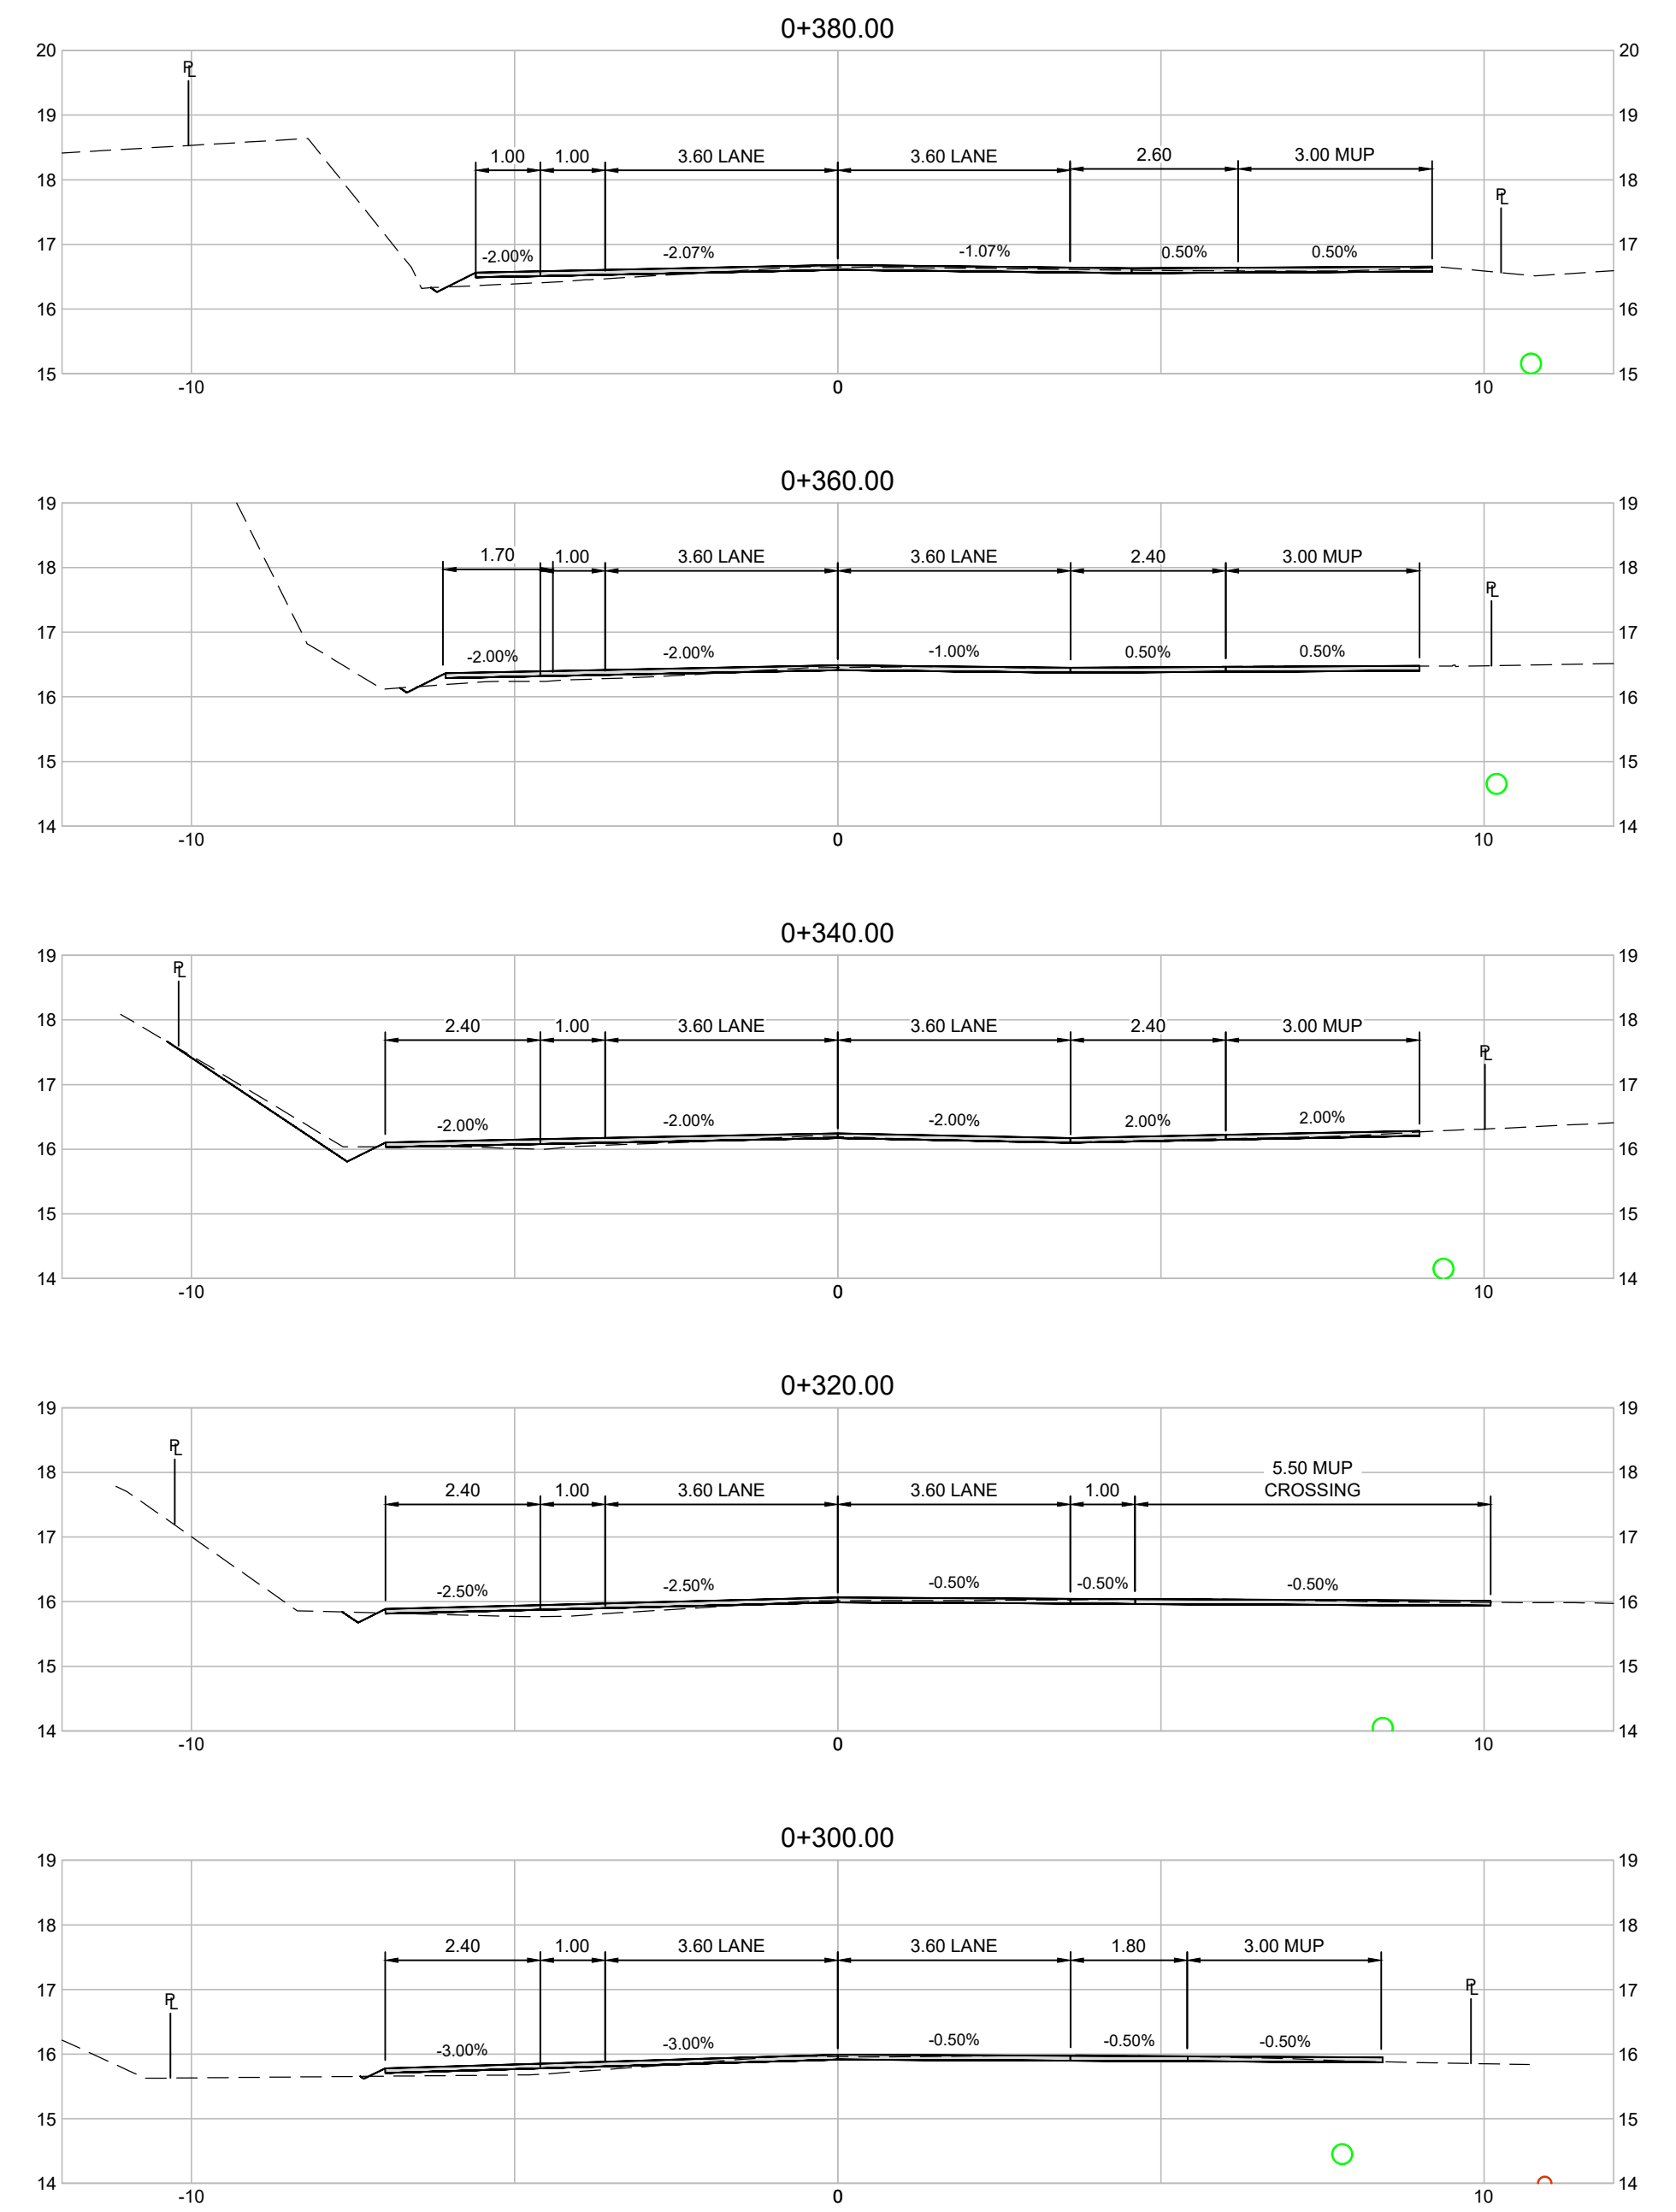 0+380.00
20 20
PL
19 19
1.00 1.00 3.60 LANE 3.60 LANE 2.60 3.00 MUP
18 18
PL
17 17
-2.00% -2.07% -1.07% 0.50% 0.50%
16 16
15 15
-10 0 10
0+360.00
19 19
18 18
1.70 1.00 3.60 LANE 3.60 LANE 2.40 3.00 MUP
PL
17 17
-2.00% -2.00% -1.00% 0.50% 0.50%
16 16
15 15
14 14
-10 0 10
0+340.00
19 19
PL
18 18
2.40 1.00 3.60 LANE 3.60 LANE 2.40 3.00 MUP
PL
17 17
-2.00% -2.00% -2.00% 2.00% 2.00%
16 16
15 15
14 14
-10 0 10
0+320.00
19 19
PL
18 18
5.50 MUP
2.40 1.00 3.60 LANE 3.60 LANE 1.00 CROSSING
17 17
-2.50% -2.50% -0.50% -0.50% -0.50%
16 16
15 15
14 14
-10 0 10
0+300.00
19 19
18 18
2.40 1.00 3.60 LANE 3.60 LANE 1.80 3.00 MUP
17 17
PL PL
-3.00% -3.00% -0.50% -0.50% -0.50%
16 16
15 15
14 14
-10 0 10